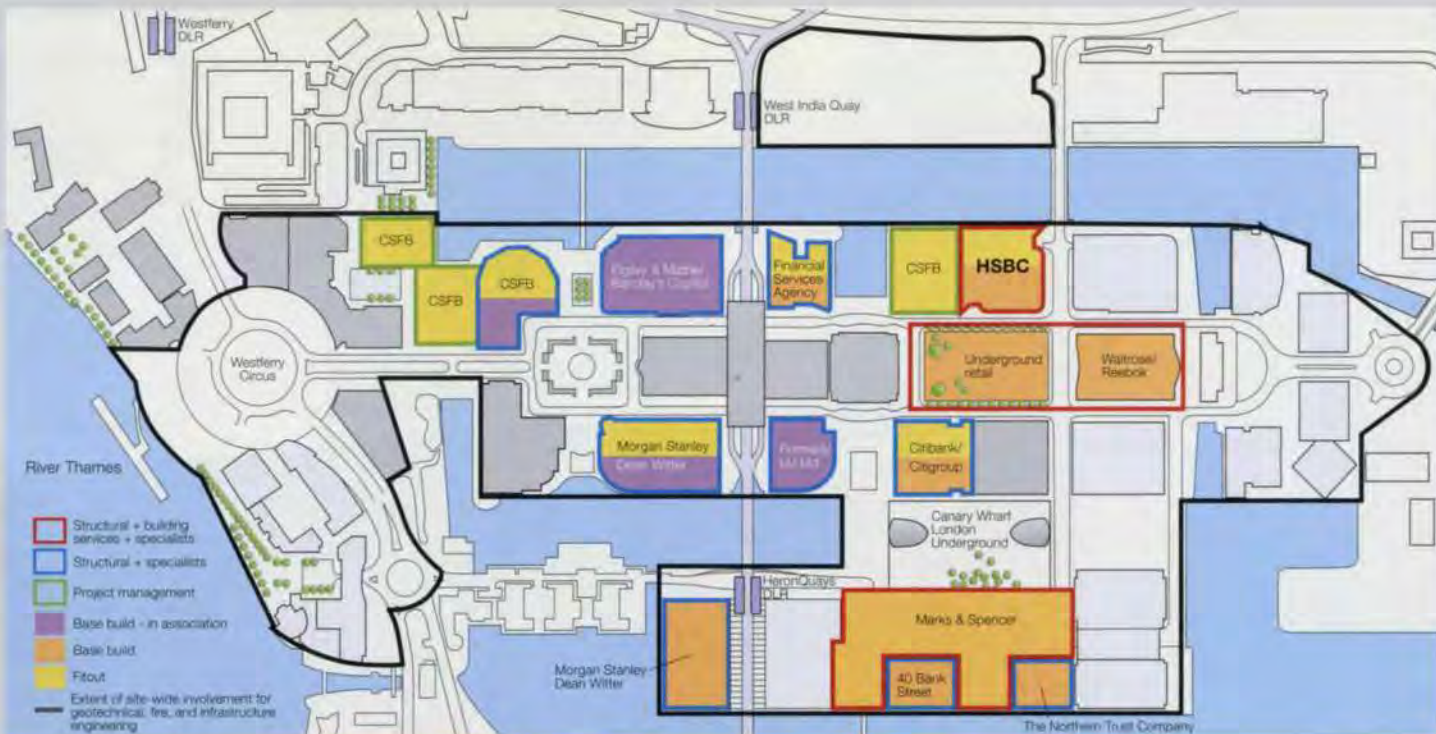 Westferry
DLR
West India Quay
DLR
CSFB
CSFB
CSFB
Ogilvy & Mather
Barclay's Capital
Financial
Services
Agency
CSFB
HSBC
Westferry
Circus
Underground
retail
Waitrose/
Reebok
Morgan Stanley
Dean Witter
Formerly
Citibank/
Citigroup
River Thames
Canary Wharf
London
Underground
HeronQuays
DLR
Marks & Spencer
Morgan Stanley
Dean Witter
40 Bank
Street
The Northern Trust Company
Structural + building
services + specialists
Structural + specialists
Project management
Base build - in association
Base build
Fitout
Extent of site-wide involvement for
geotechnical, fire, and infrastructure
engineering